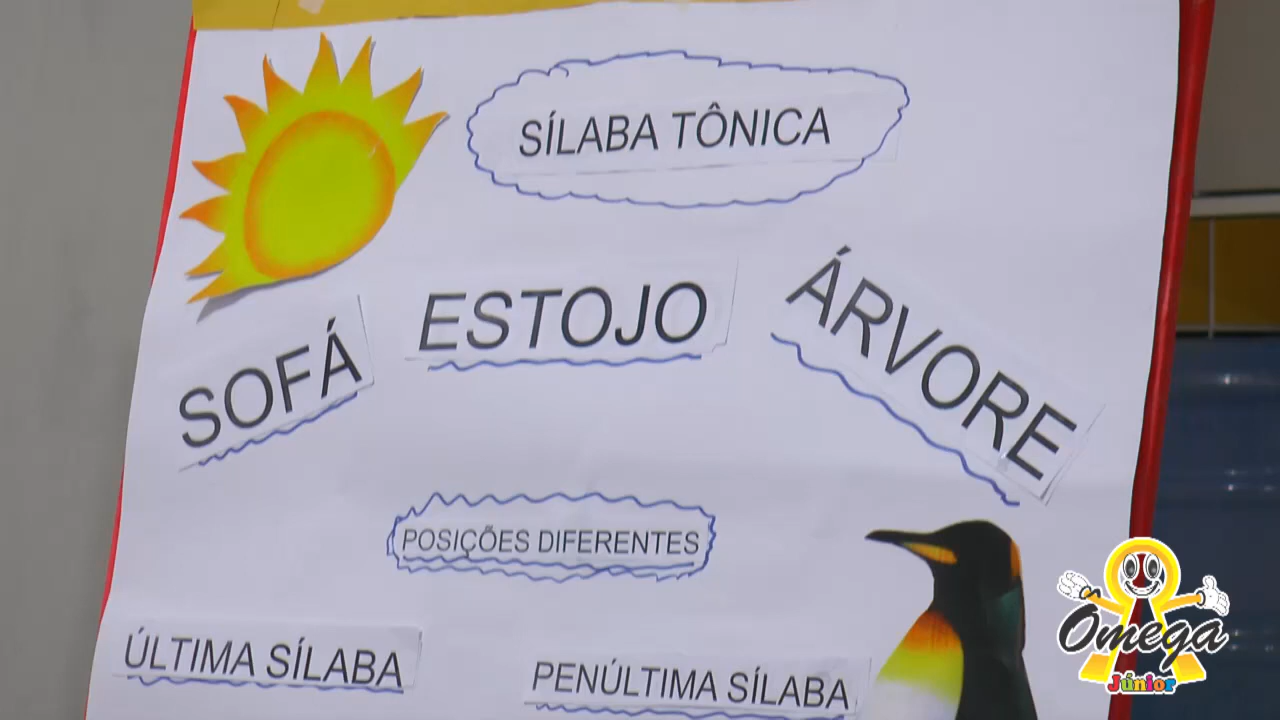 SÍLABA TÔNICA
SOFÁ
ESTOJO
ÁRVORE
POSIÇÕES DIFERENTES
ÚLTIMA SÍLABA
PENÚLTIMA SÍLABA
Ômega
Júnior